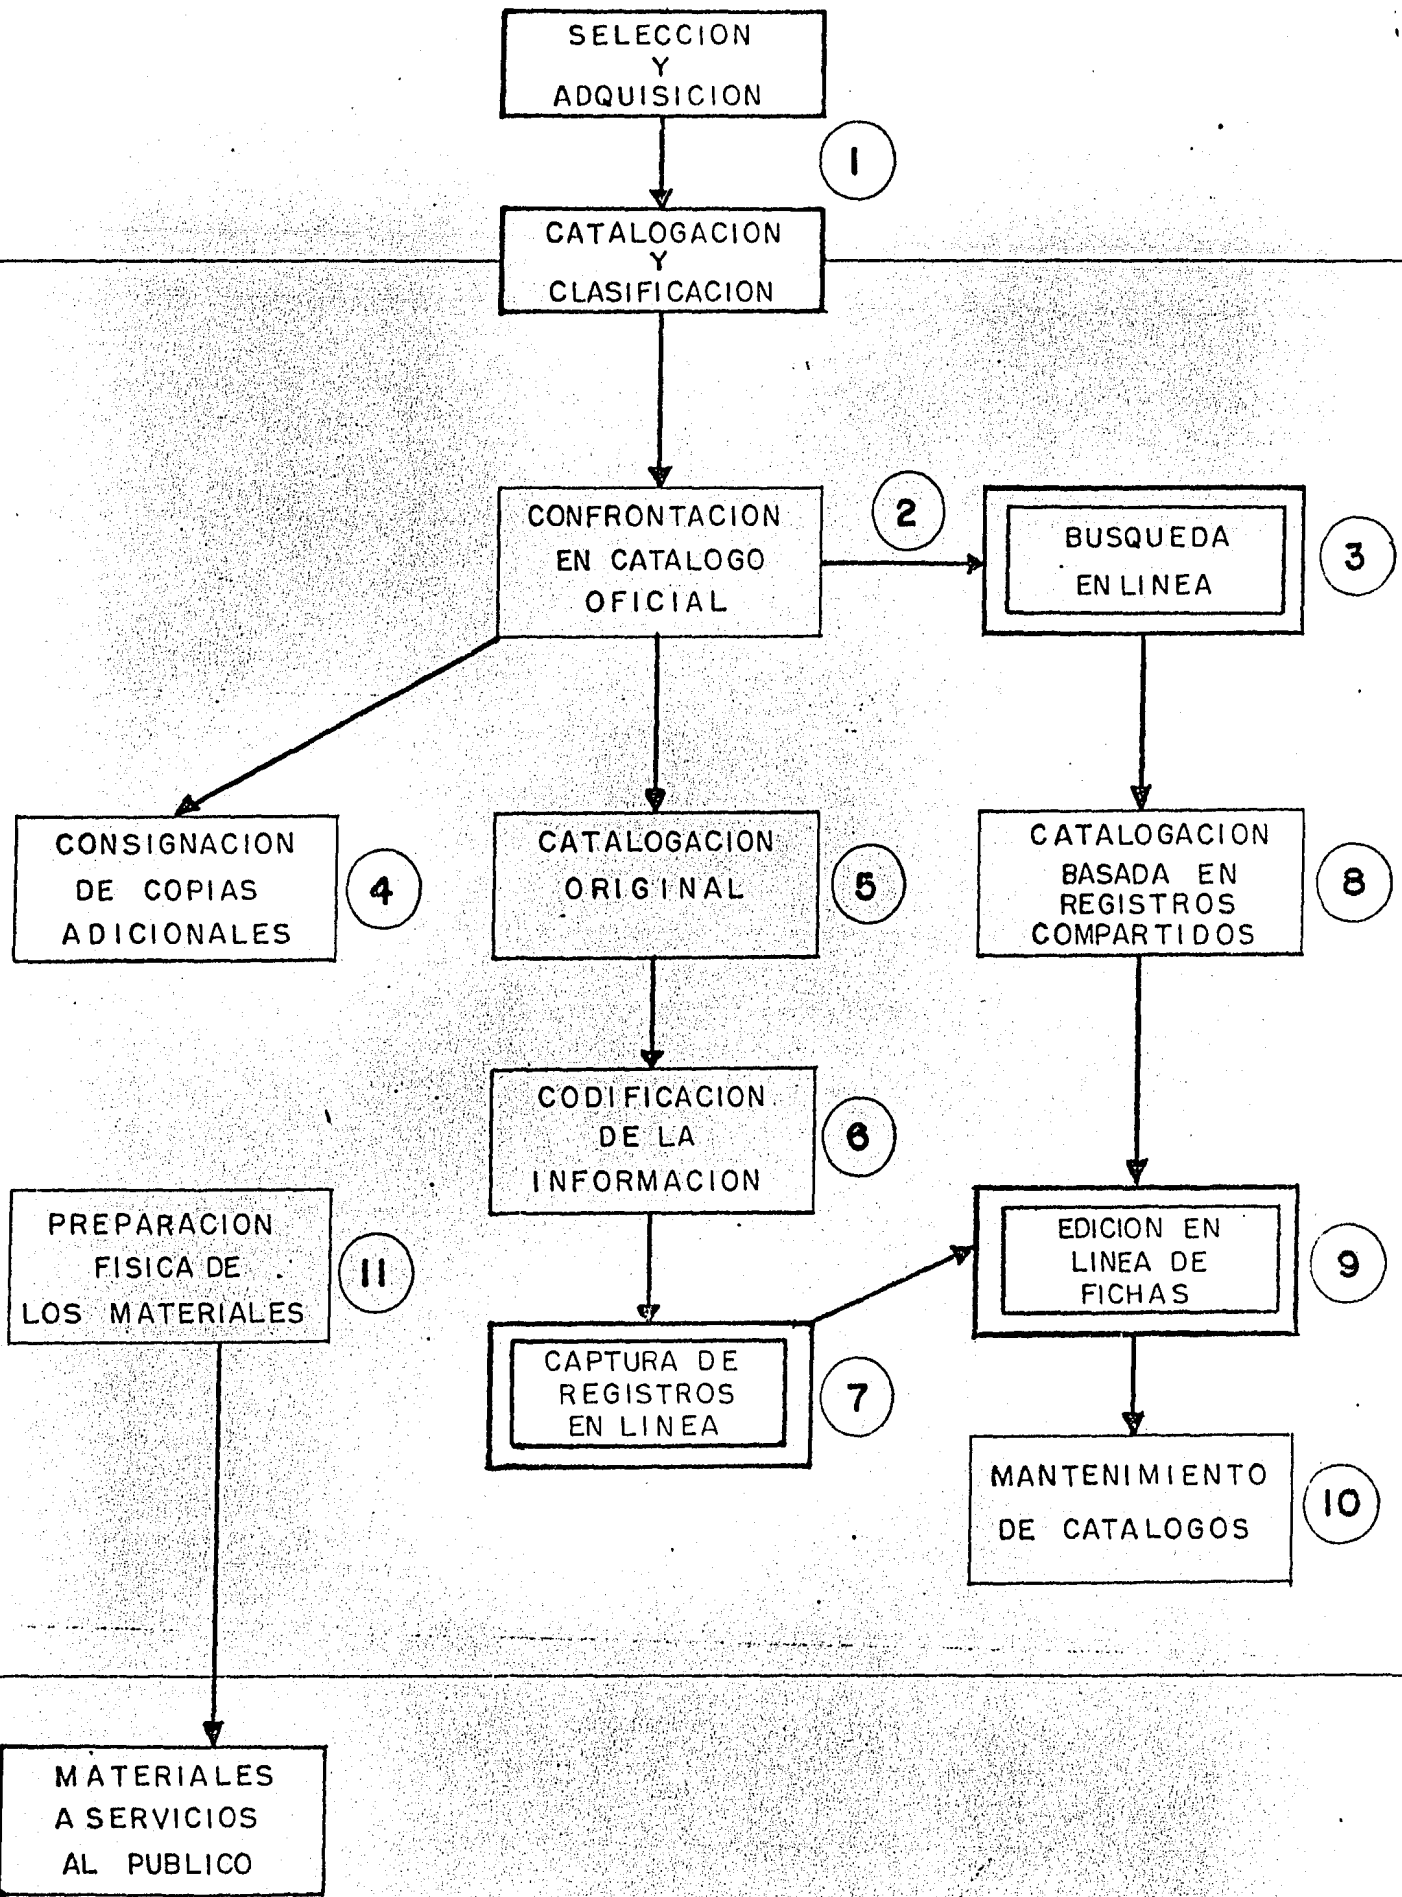 SELECCION
Y
ADQUISICION
1
CATALOGACION
Y
CLASIFICACION
CONFRONTACION
EN CATALOGO
OFICIAL
2
BUSQUEDA
EN LINEA
3
CONSIGNACION
DE COPIAS
ADICIONALES
4
CATALOGACION
ORIGINAL
5
CATALOGACION
BASADA EN
REGISTROS
COMPARTIDOS
8
CODIFICACION
DE LA
INFORMACION
6
PREPARACION
FISICA DE
LOS MATERIALES
11
EDICION EN
LINEA DE
FICHAS
9
CAPTURA DE
REGISTROS
EN LINEA
7
MANTENIMIENTO
DE CATALOGOS
10
MATERIALES
A SERVICIOS
AL PUBLICO